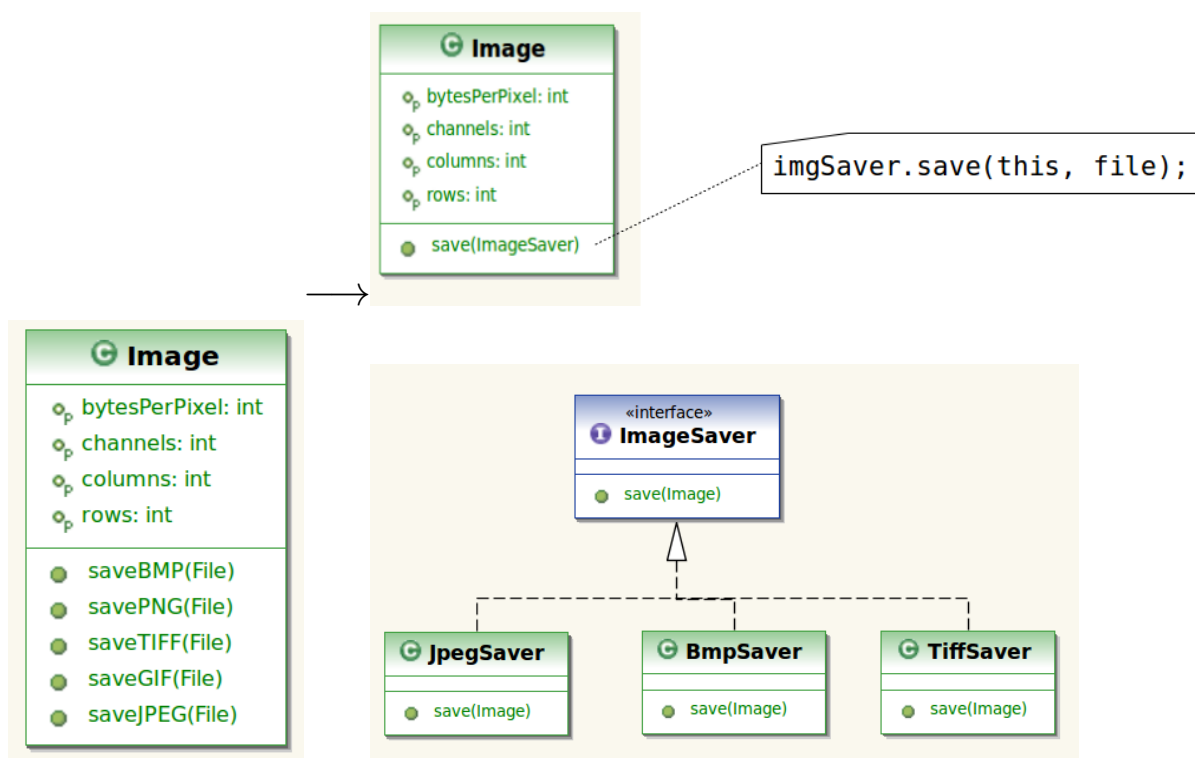 Image
bytesPerPixel: int
channels: int
columns: int
rows: int
save(ImageSaver)
imgSaver.save(this, file);
Image
bytesPerPixel: int
channels: int
columns: int
rows: int
saveBMP(File)
savePNG(File)
saveTIFF(File)
saveGIF(File)
saveJPEG(File)
«interface»
ImageSaver
save(Image)
JpegSaver
save(Image)
BmpSaver
save(Image)
TiffSaver
save(Image)